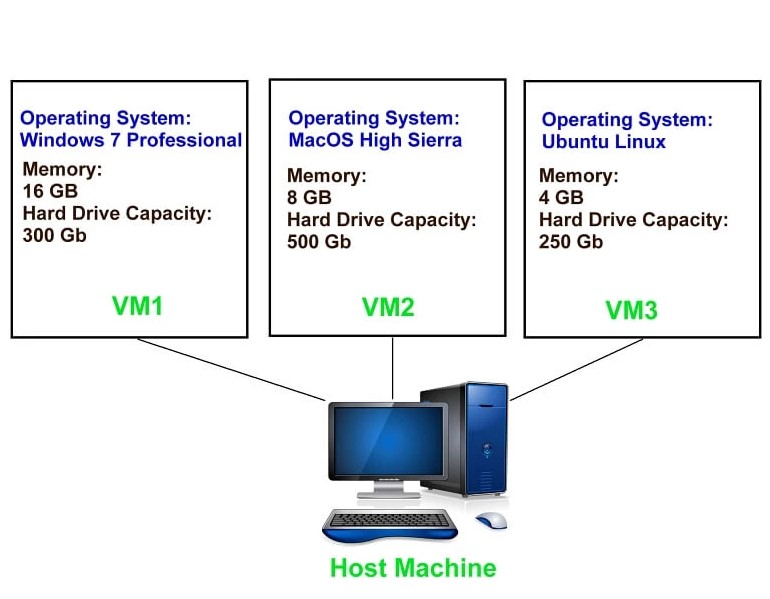 Operating System:
Windows 7 Professional
Memory:
16 GB
Hard Drive Capacity:
300 Gb
VM1
Operating System:
MacOS High Sierra
Memory:
8 GB
Hard Drive Capacity:
500 Gb
VM2
Operating System:
Ubuntu Linux
Memory:
4 GB
Hard Drive Capacity:
250 Gb
VM3
Host Machine